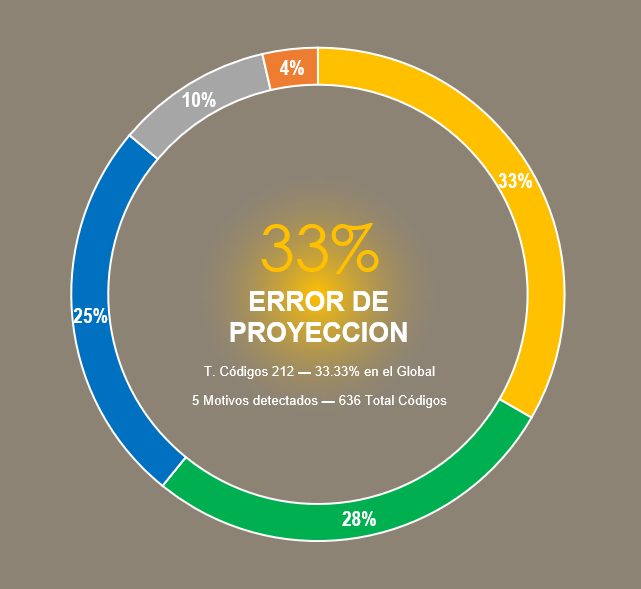 4%
10%
33%
33%
ERROR DE
PROYECCION
25%
T. Códigos 212 — 33.33% en el Global
5 Motivos detectados — 636 Total Códigos
28%